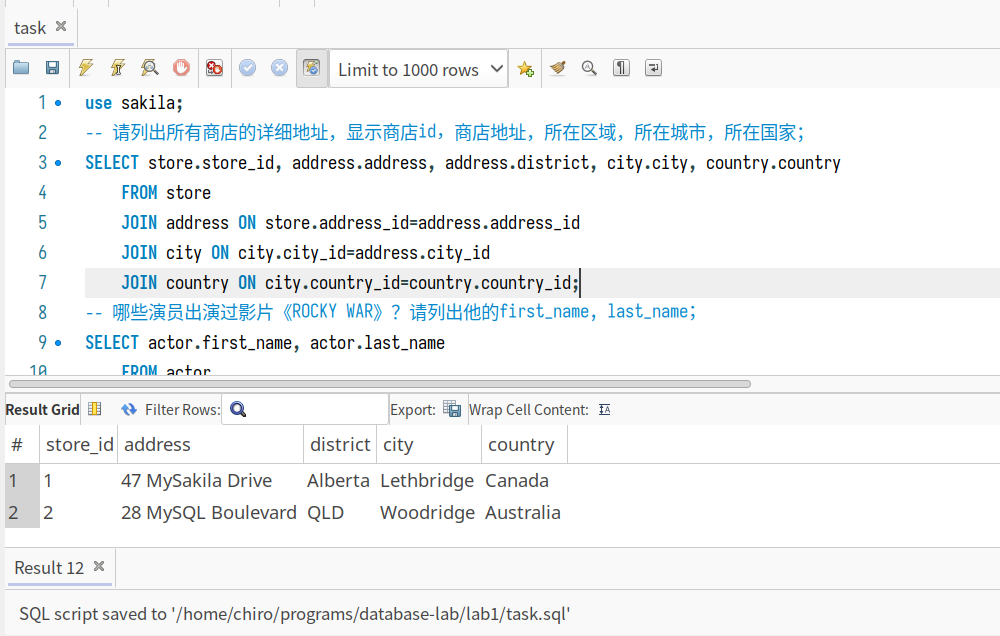 task
Limit to 1000 rows
1 use sakila;
2 -- 请列出所有商店的详细地址，显示商店id，商店地址，所在区域，所在城市，所在国家；
3 SELECT store.store_id, address.address, address.district, city.city, country.country
4 FROM store
5 JOIN address ON store.address_id=address.address_id
6 JOIN city ON city.city_id=address.city_id
7 JOIN country ON city.country_id=country.country_id;
8 -- 哪些演员出演过影片《ROCKY WAR》？请列出他的first_name，last_name；
9 SELECT actor.first_name, actor.last_name
10 FROM actor
Result Grid Filter Rows: Export: Wrap Cell Content:
# store_id address district city country
1 1 47 MySakila Drive Alberta Lethbridge Canada
2 2 28 MySQL Boulevard QLD Woodridge Australia
Result 12
SQL script saved to '/home/chiro/programs/database-lab/lab1/task.sql'